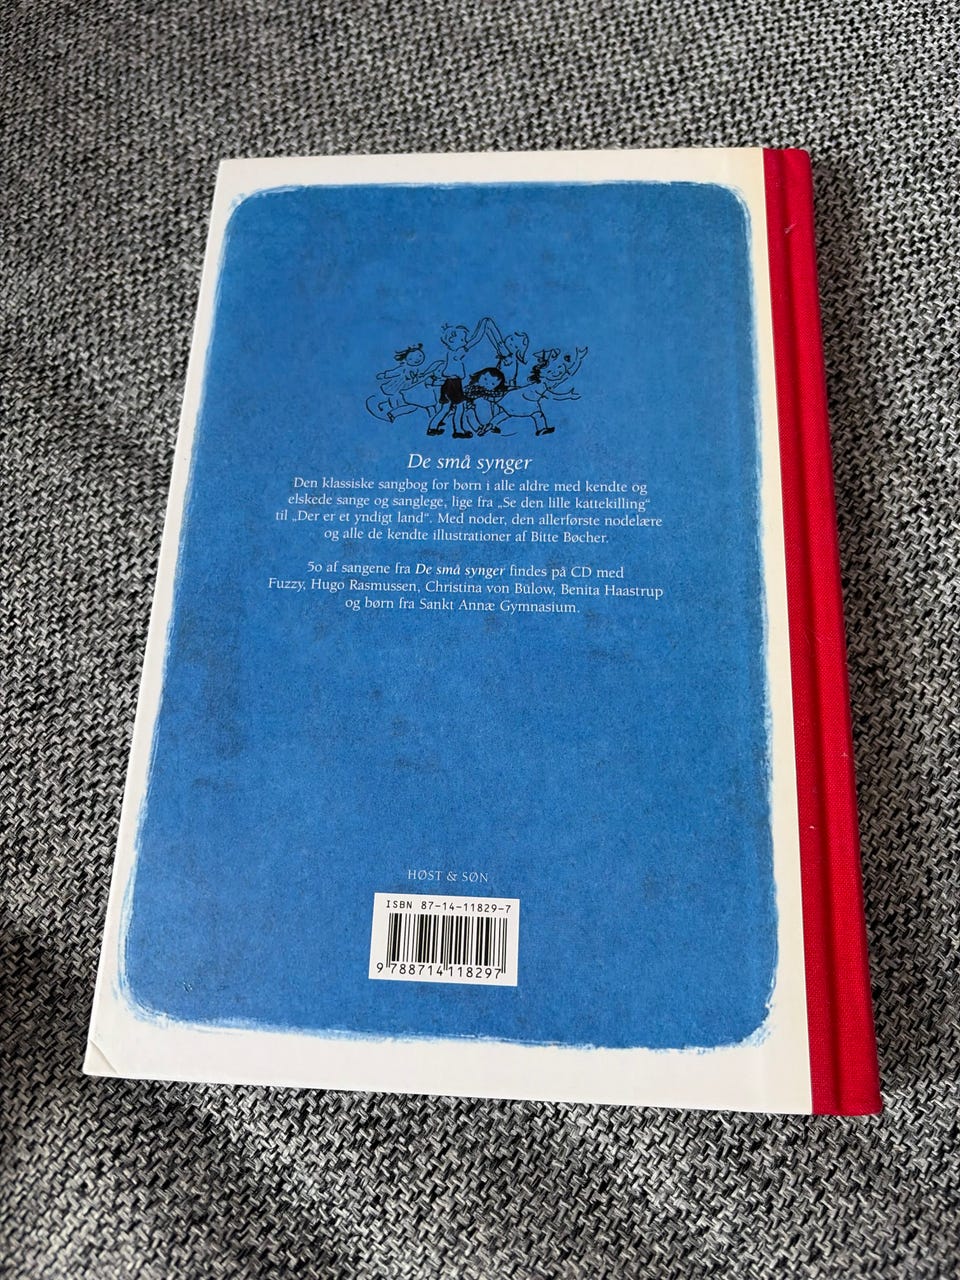 De små synger
Den klassiske sangbog for børn i alle aldre med kendte og
elskede sange og sanglege, lige fra „Se den lille kattekilling“
til „Der er et yndigt land“. Med noder, den allerførste nodelære
og alle de kendte illustrationer af Bitte Bøcher.
50 af sangene fra De små synger findes på CD med
Fuzzy, Hugo Rasmussen, Christina von Bülow, Benita Haastrup
og børn fra Sankt Annæ Gymnasium.
HØST & SØN
ISBN 87-14-11829-7
9 788714 118297